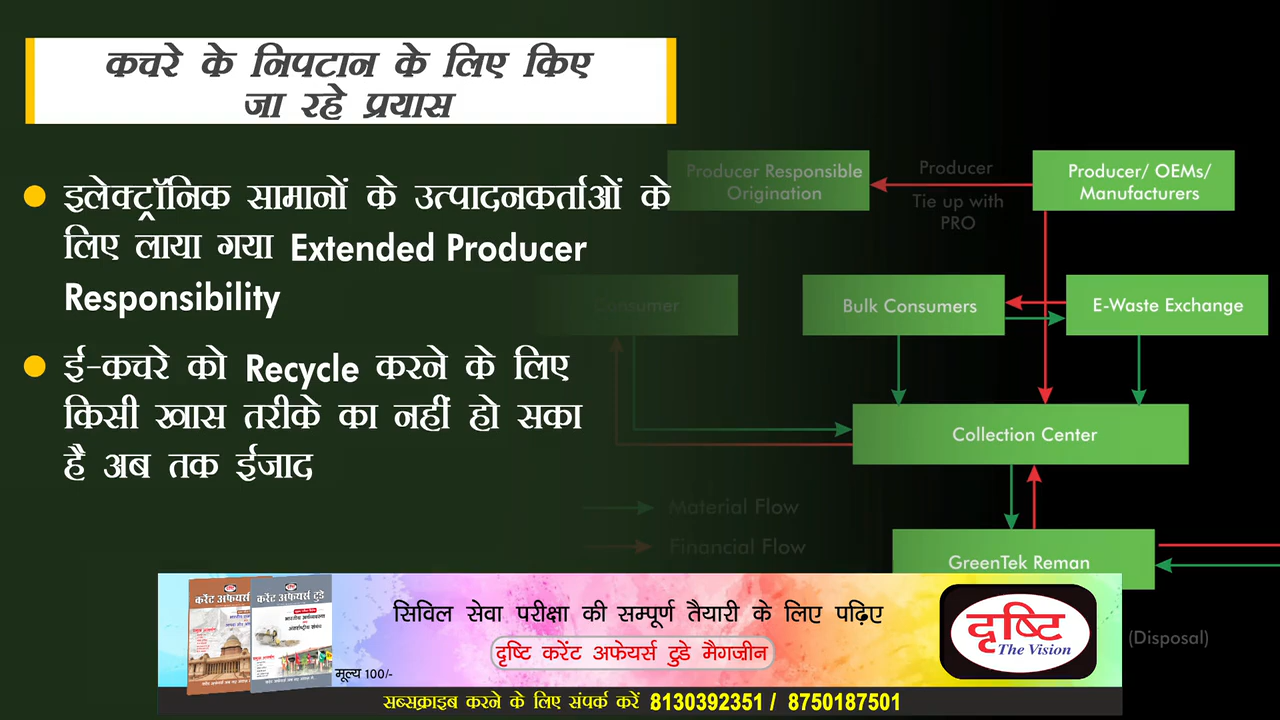 कचरे के निपटान के लिए किए
जा रहे प्रयास
इलेक्ट्रॉनिक सामानों के उत्पादनकर्ताओं के
लिए लाया गया Extended Producer
Responsibility
ई-कचरे को Recycle करने के लिए
किसी खास तरीके का नहीं हो सका
है अब तक ईजाद
Producer Responsible
Origination
Producer
Tie up with
PRO
Producer/ OEMs/
Manufacturers
Consumer
Bulk Consumers
E-Waste Exchange
Collection Center
Material Flow
Financial Flow
GreenTek Reman
(Disposal)
करेंट अफेयर्स
करेंट अफेयर्स टुडे
मूल्य 100/-
सिविल सेवा परीक्षा की सम्पूर्ण तैयारी के लिए पढ़िए
दृष्टि करेंट अफेयर्स टुडे मैगज़ीन
दृष्टि
The Vision
सब्सक्राइब करने के लिए संपर्क करें 8130392351 / 8750187501